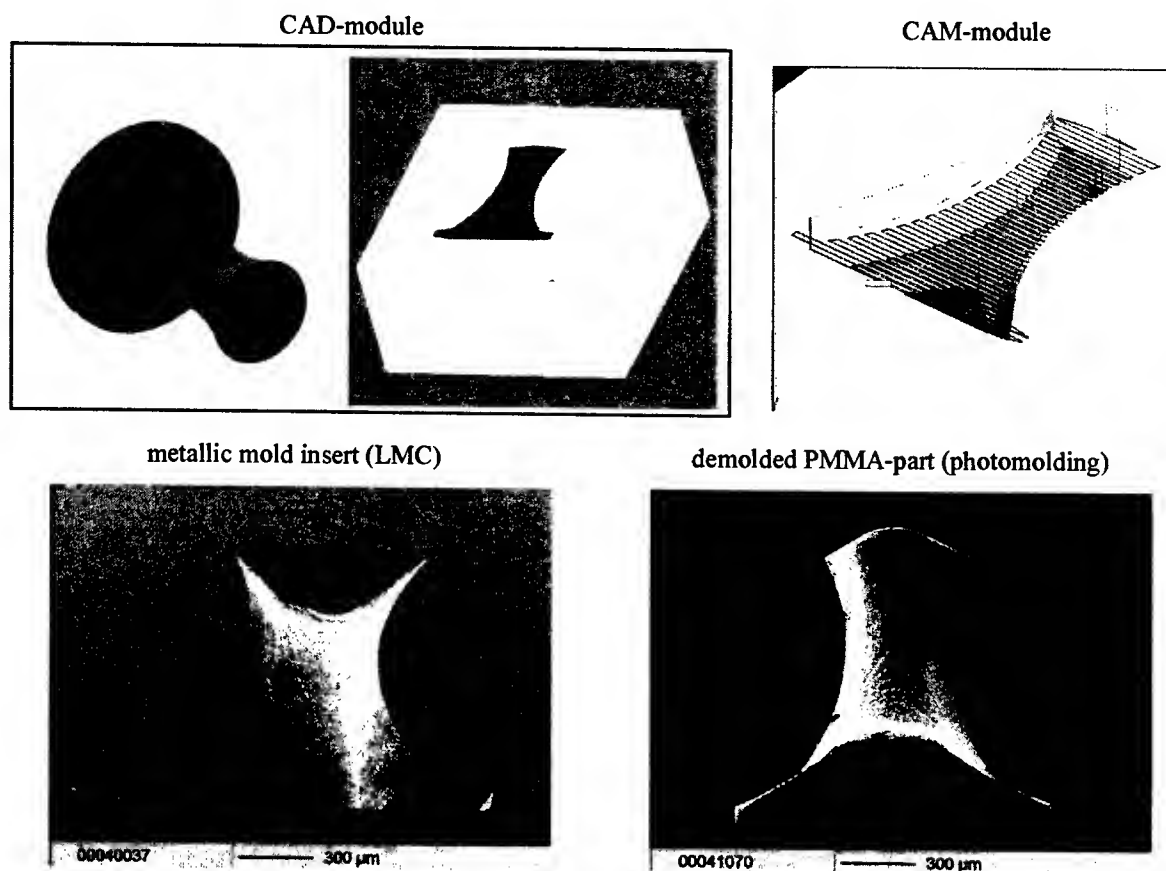 CAD-module
CAM-module
metallic mold insert (LMC)
demolded PMMA-part (photomolding)
00040037
300 µm
00041070
300 µm